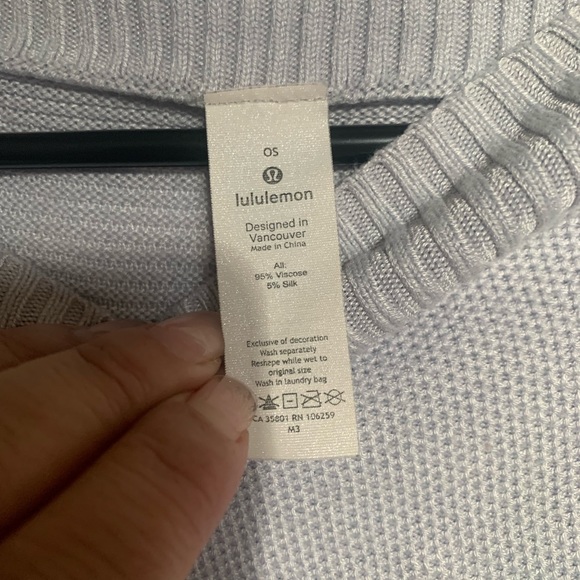 OS
lululemon
Designed in
Vancouver
Made in China
All:
95% Viscose
5% Silk
Exclusive of decoration
Wash separately
Reshape while wet to
original size
Wash in laundry bag
CA 35801 RN 106259
M3